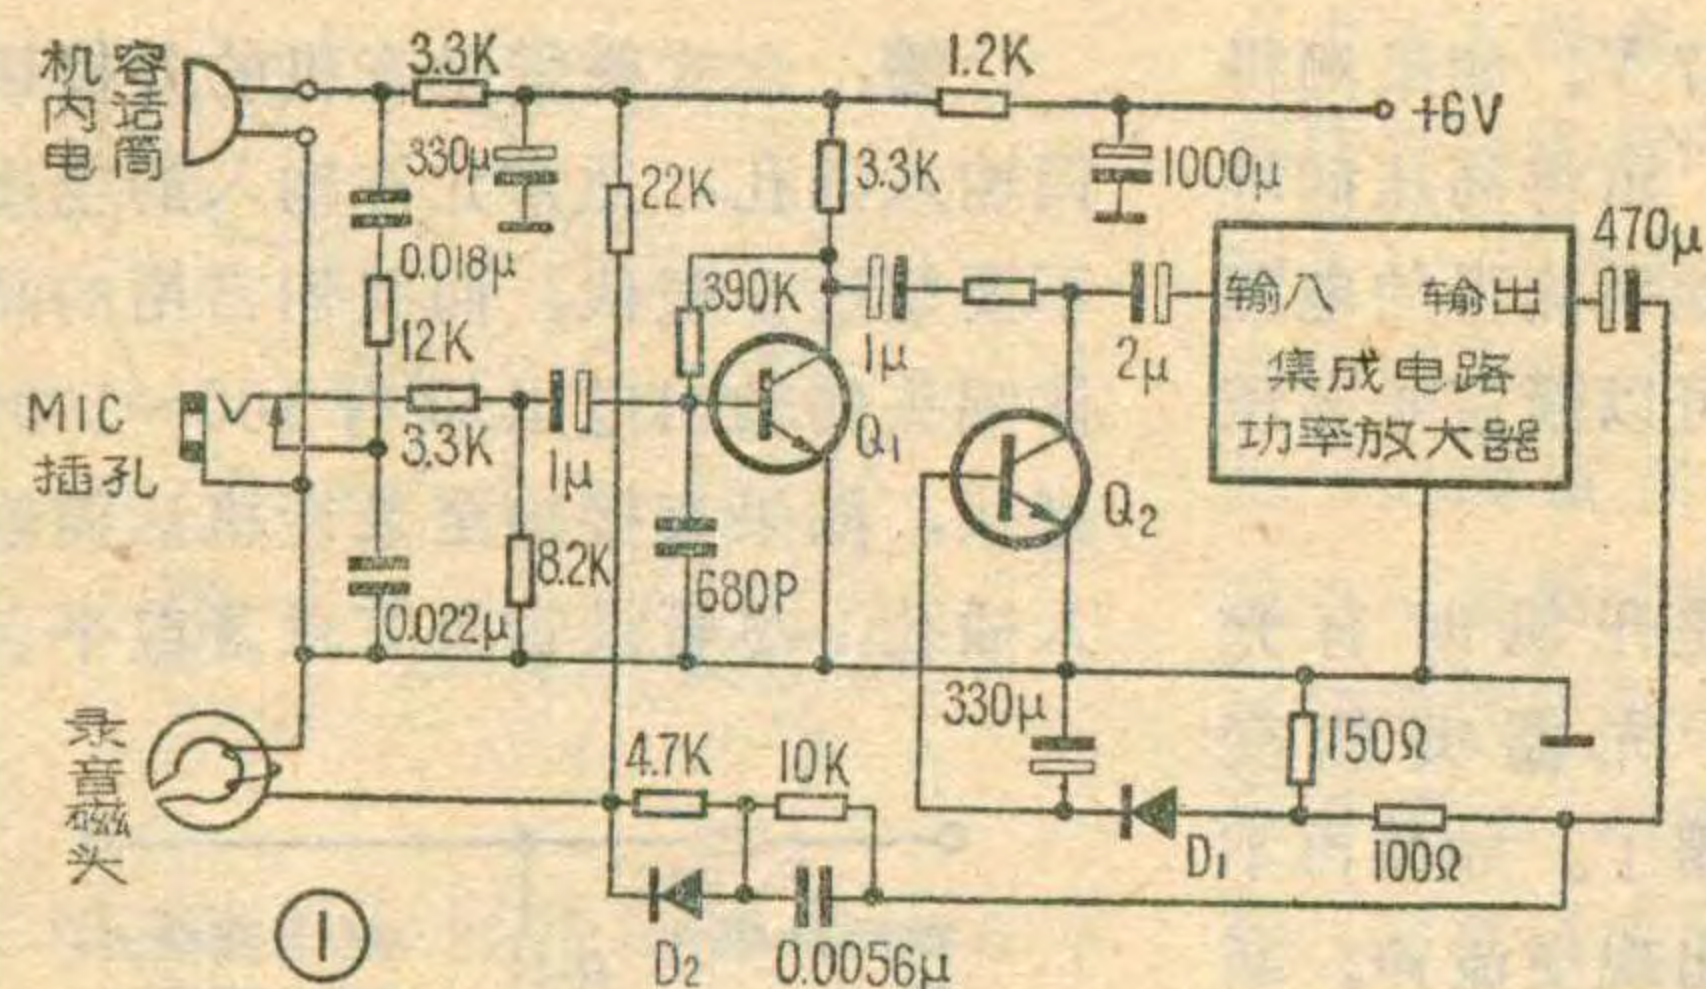 机内电
容话筒
3.3K
1.2K
+6V
330μ
22K
3.3K
1000μ
470μ
0.018μ
390K
12K
1μ
2μ
输入
输出
集成电路
功率放大器
MIC
插孔
3.3K
1μ
Q1
Q2
8.2K
680P
0.022μ
330μ
150Ω
录音磁头
4.7K
10K
D1
100Ω
D2
0.0056μ
1